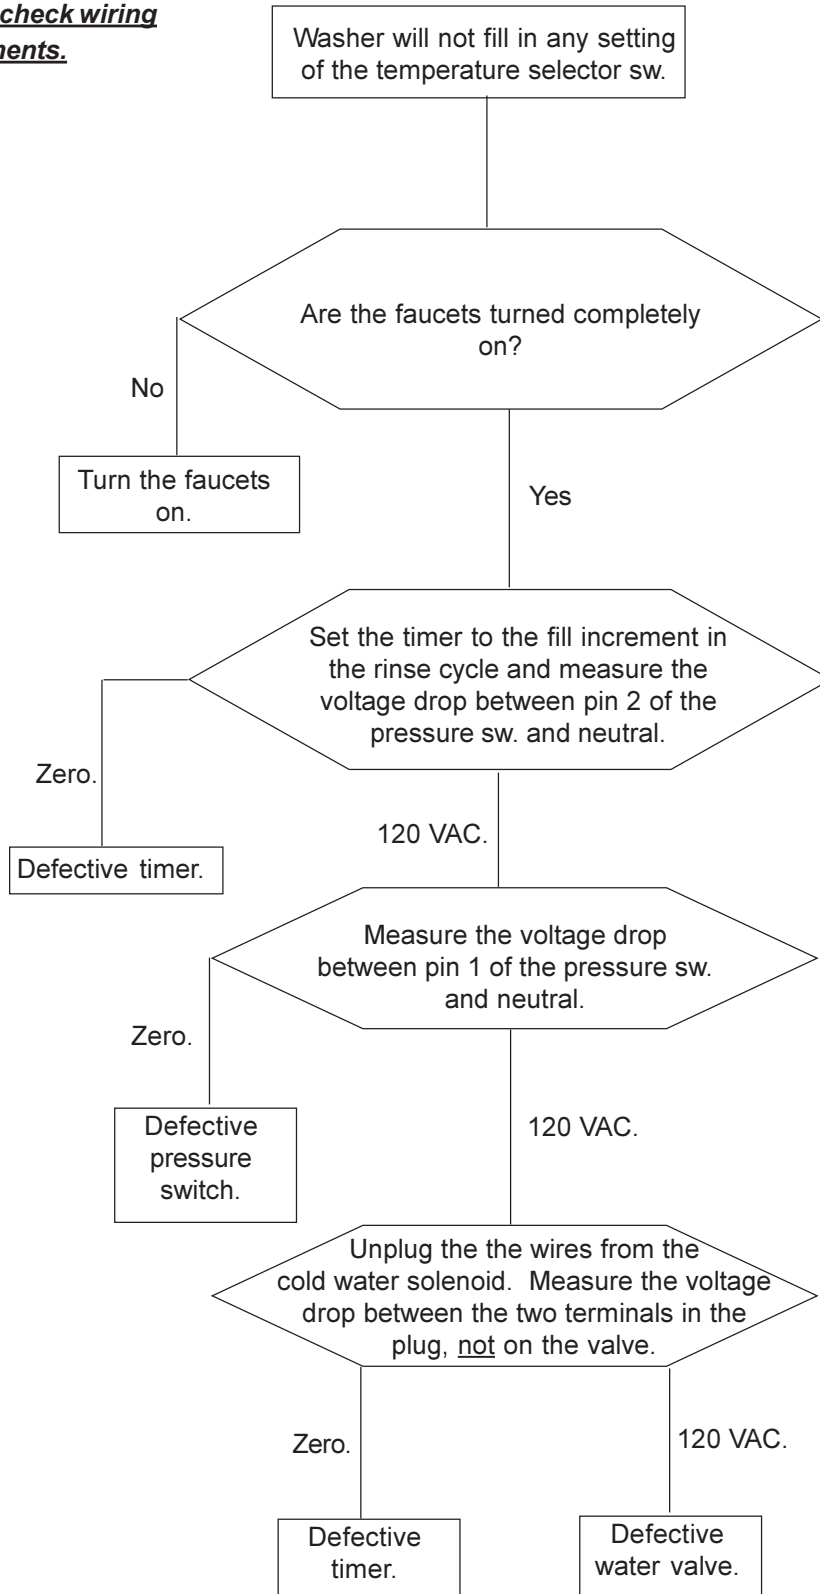 check wiring
Washer will not fill in any setting
of the temperature selector sw.
Are the faucets turned completely
on?
No
Turn the faucets
on.
Yes
Set the timer to the fill increment in
the rinse cycle and measure the
voltage drop between pin 2 of the
pressure sw. and neutral.
Zero.
Defective timer.
120 VAC.
Measure the voltage drop
between pin 1 of the pressure sw.
and neutral.
Zero.
Defective
pressure
switch.
120 VAC.
Unplug the the wires from the
cold water solenoid. Measure the voltage
drop between the two terminals in the
plug, not on the valve.
Zero.
120 VAC.
Defective
timer.
Defective
water valve.